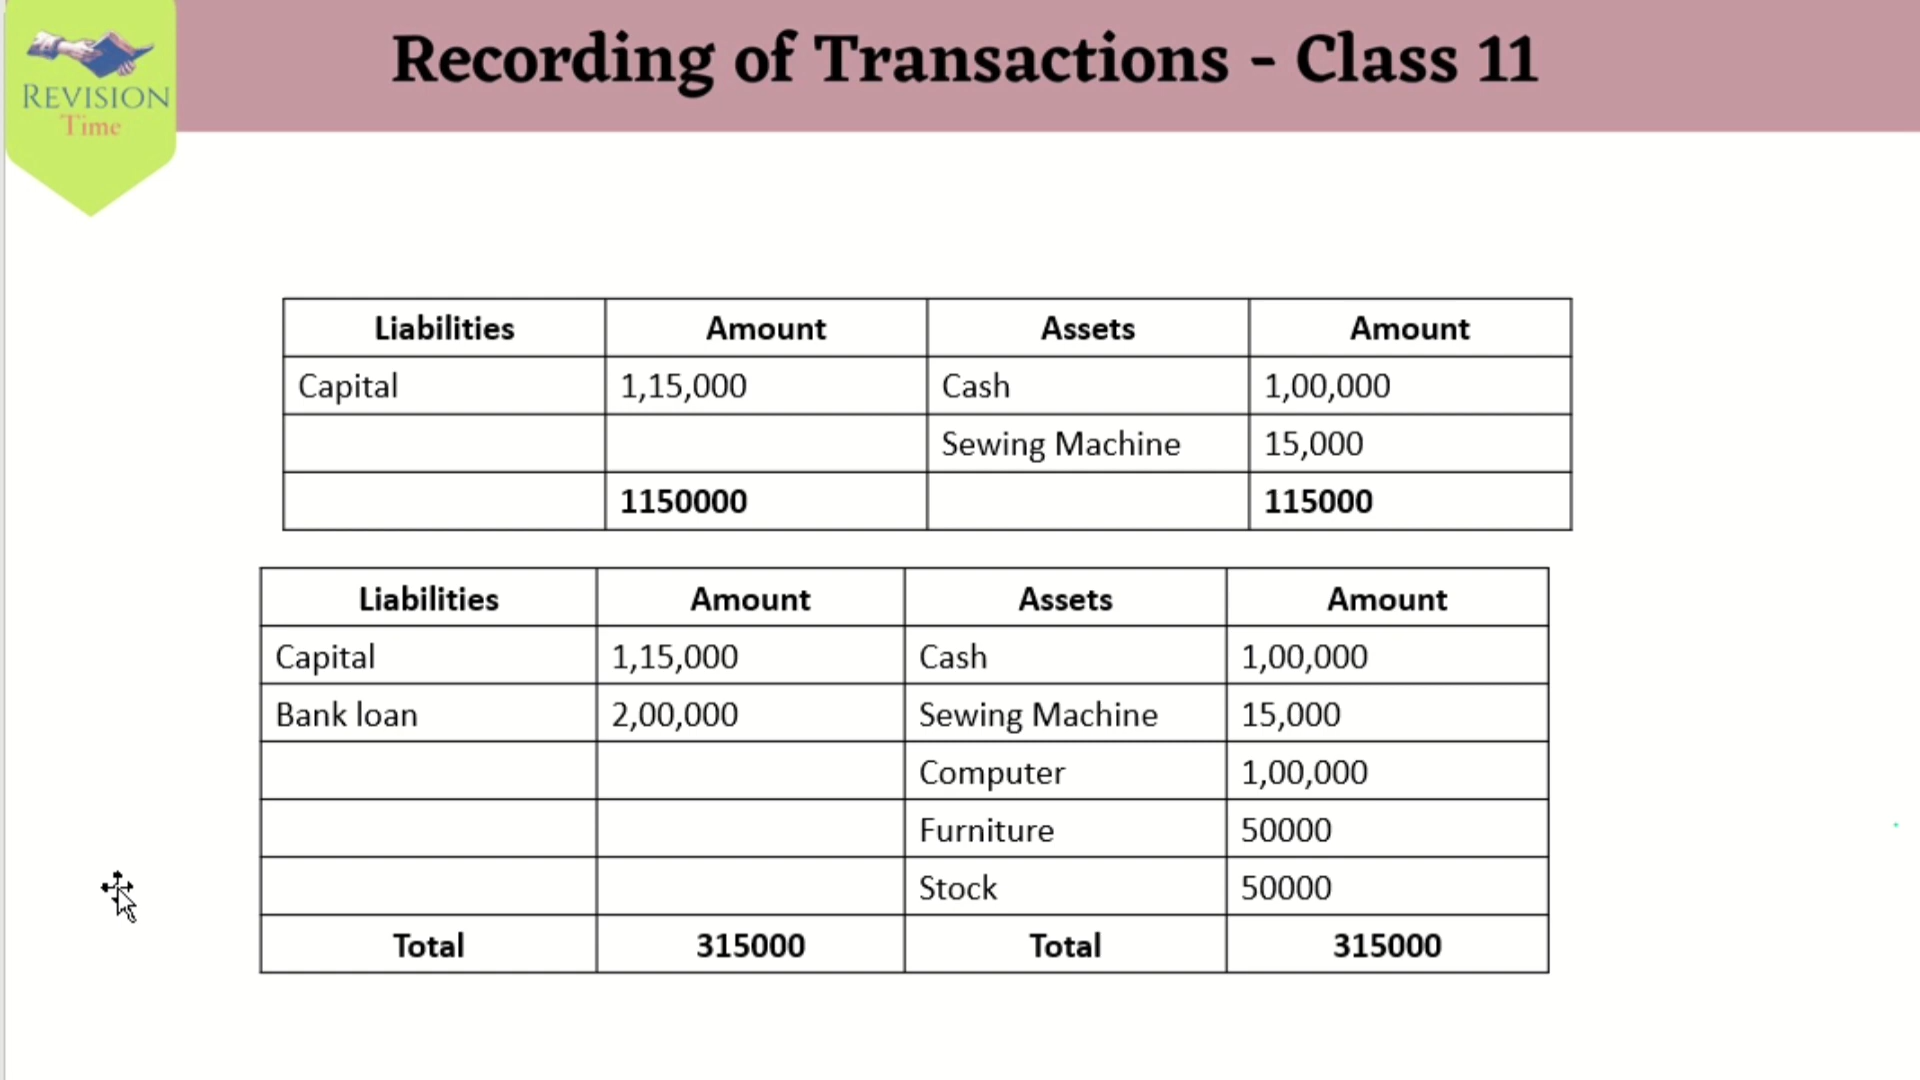 Recording of Transactions - Class 11
REVISION
Time
Liabilities Amount Assets Amount
Capital 1,15,000 Cash 1,00,000
Sewing Machine 15,000
1150000 115000
Liabilities Amount Assets Amount
Capital 1,15,000 Cash 1,00,000
Bank loan 2,00,000 Sewing Machine 15,000
Computer 1,00,000
Furniture 50000
Stock 50000
Total 315000 Total 315000